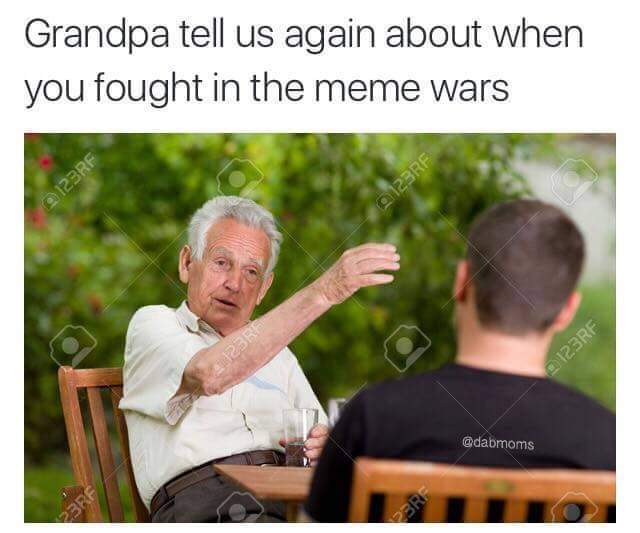 Grandpa tell us again about when
you fought in the meme wars
123RF
123RF
123RF
123RF
@dabmoms
123RF
123RF